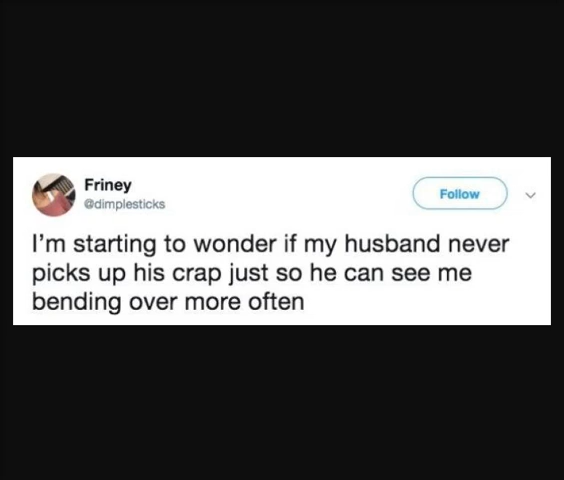 Friney
@dimplesticks
Follow
I'm starting to wonder if my husband never
picks up his crap just so he can see me
bending over more often